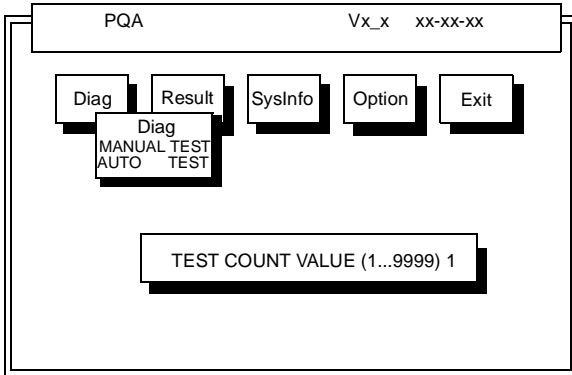 PQA Vx_x xx-xx-xx
Diag Result SysInfo Option Exit
Diag
MANUAL TEST
AUTO TEST
TEST COUNT VALUE (1...9999) 1